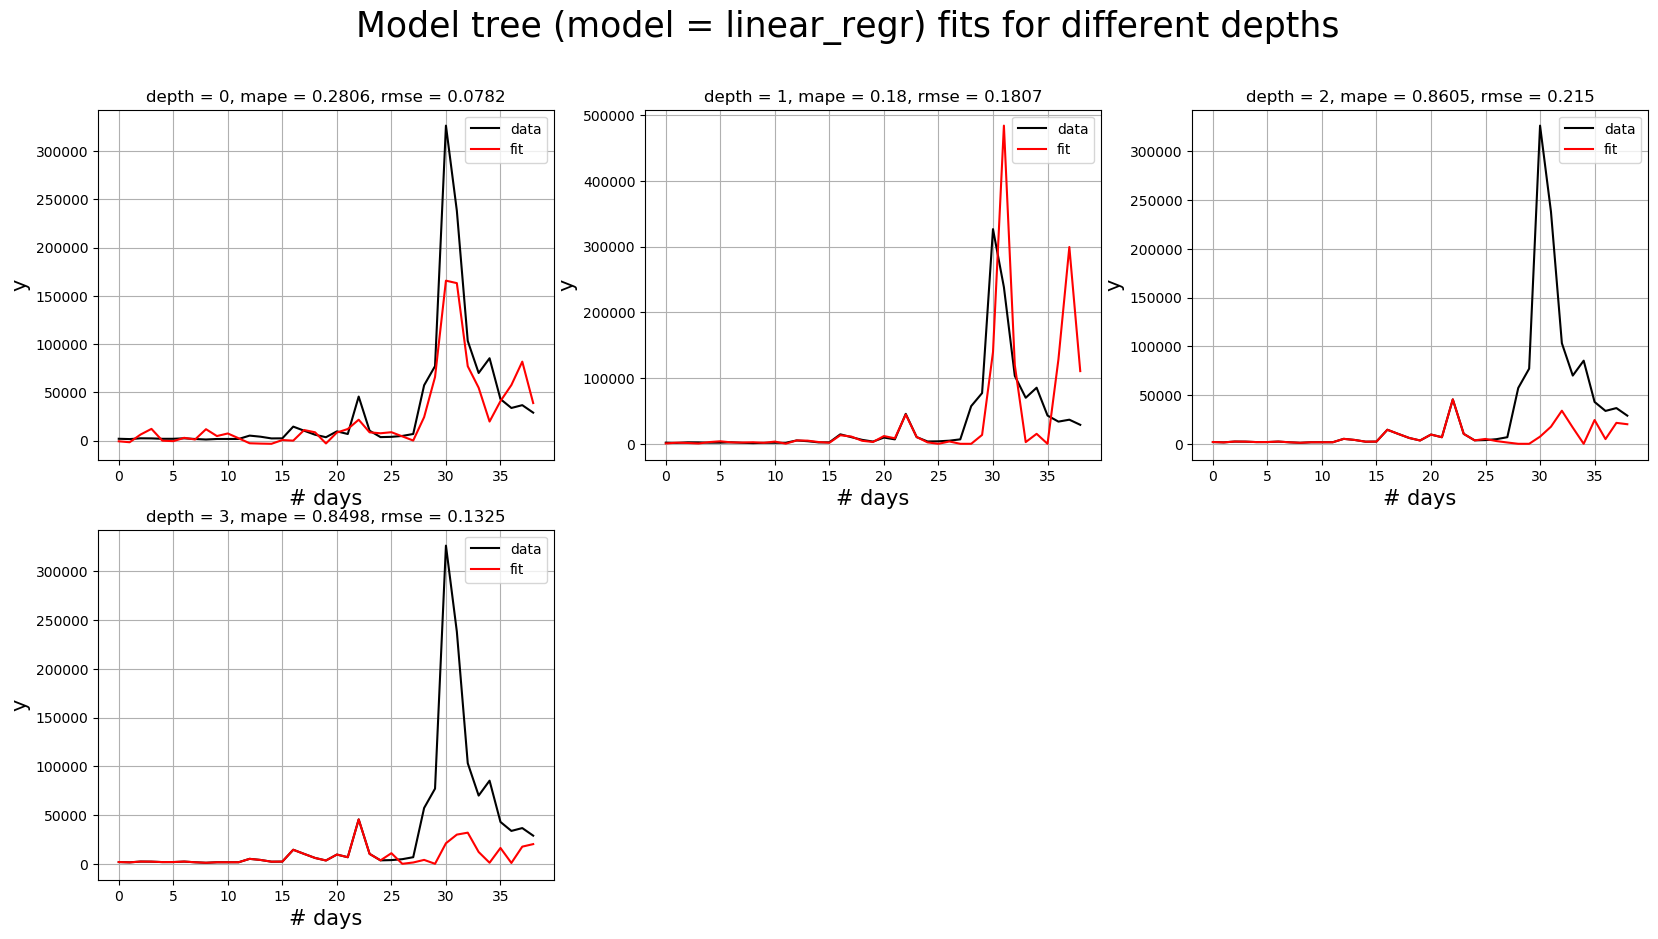 Model tree (model = linear_regr) fits for different depths
depth = 0, mape = 0.2806, rmse = 0.0782
data
fit
300000
250000
200000
150000
100000
50000
0
y
0 5 10 15 20 25 30 35
# days
depth = 1, mape = 0.18, rmse = 0.1807
data
fit
500000
400000
300000
200000
100000
0
y
0 5 10 15 20 25 30 35
# days
depth = 2, mape = 0.8605, rmse = 0.215
data
fit
300000
250000
200000
150000
100000
50000
0
y
0 5 10 15 20 25 30 35
# days
depth = 3, mape = 0.8498, rmse = 0.1325
data
fit
300000
250000
200000
150000
100000
50000
0
y
0 5 10 15 20 25 30 35
# days